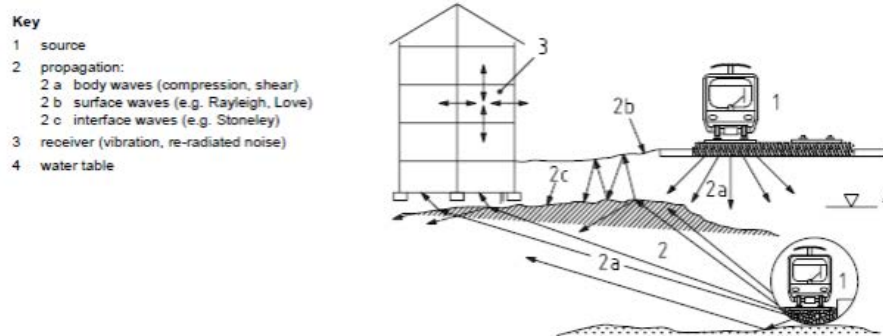 Key
1 source
2 propagation:
2 a body waves (compression, shear)
2 b surface waves (e.g. Rayleigh, Love)
2 c interface waves (e.g. Stoneley)
3 receiver (vibration, re-radiated noise)
4 water table
3
1
2b
2c
2a
2
2a
1